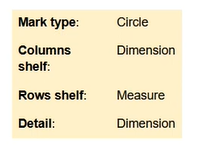 Mark type: Circle
Columns Dimension
shelf:
Rows shelf: Measure
Detail: Dimension